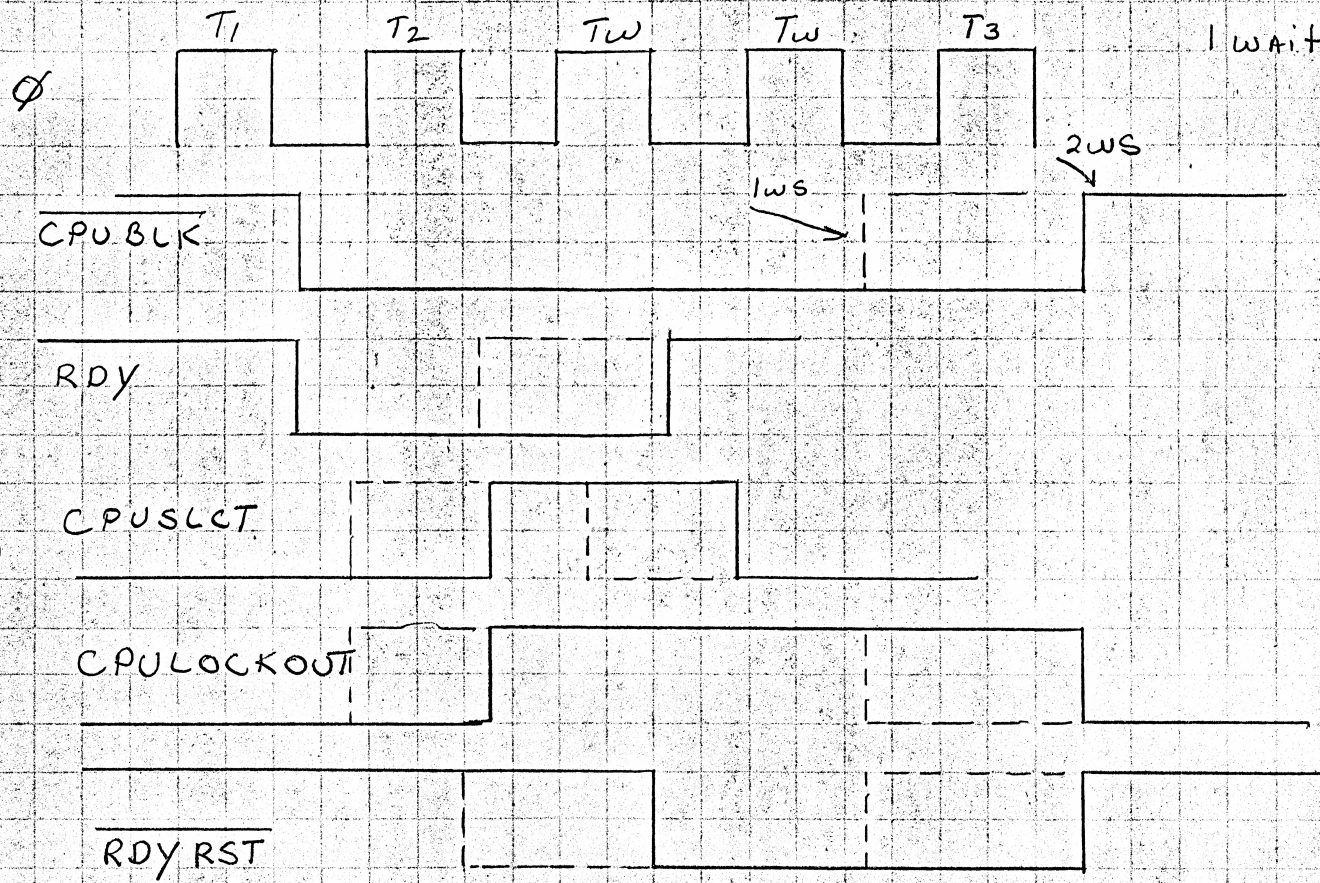 T1 T2 Tw Tw T3
1 WAit
Ø
2WS
1WS
CPU BLK
RDY
CPUSLCT
CPULOCKOUT
RDY RST